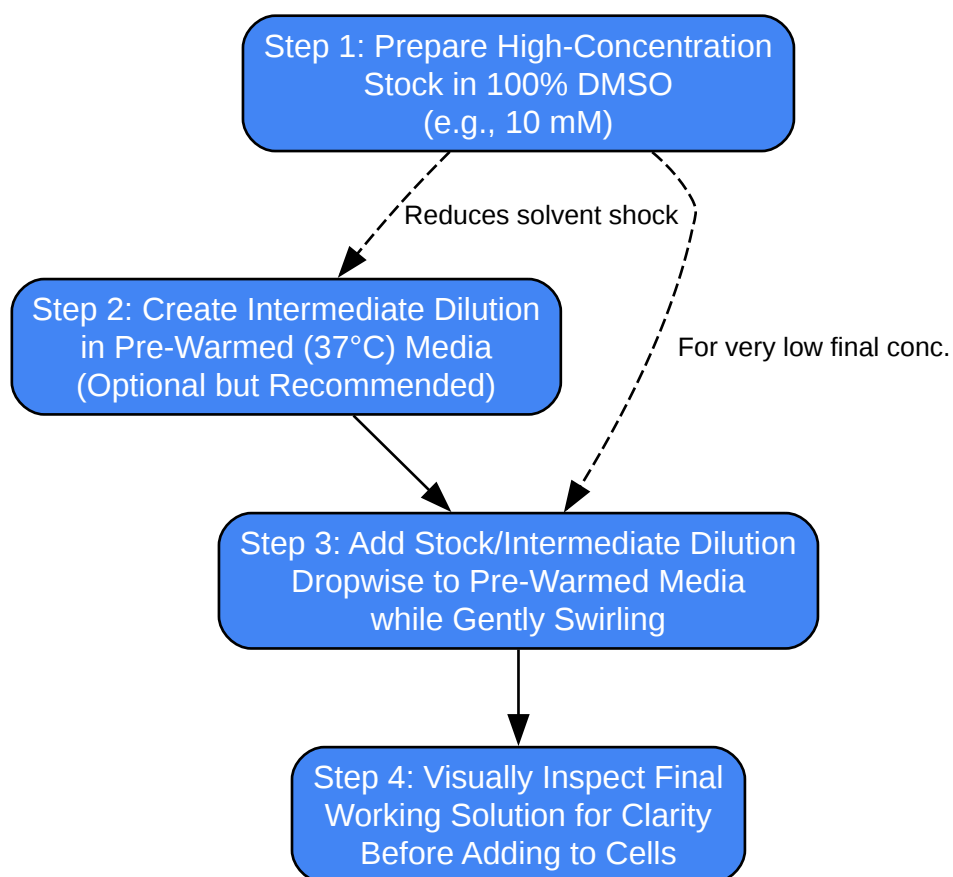 Step 1: Prepare High-Concentration
Stock in 100% DMSO
(e.g., 10 mM)
Reduces solvent shock
Step 2: Create Intermediate Dilution
in Pre-Warmed (37°C) Media
(Optional but Recommended)
For very low final conc.
Step 3: Add Stock/Intermediate Dilution
Dropwise to Pre-Warmed Media
while Gently Swirling
Step 4: Visually Inspect Final
Working Solution for Clarity
Before Adding to Cells